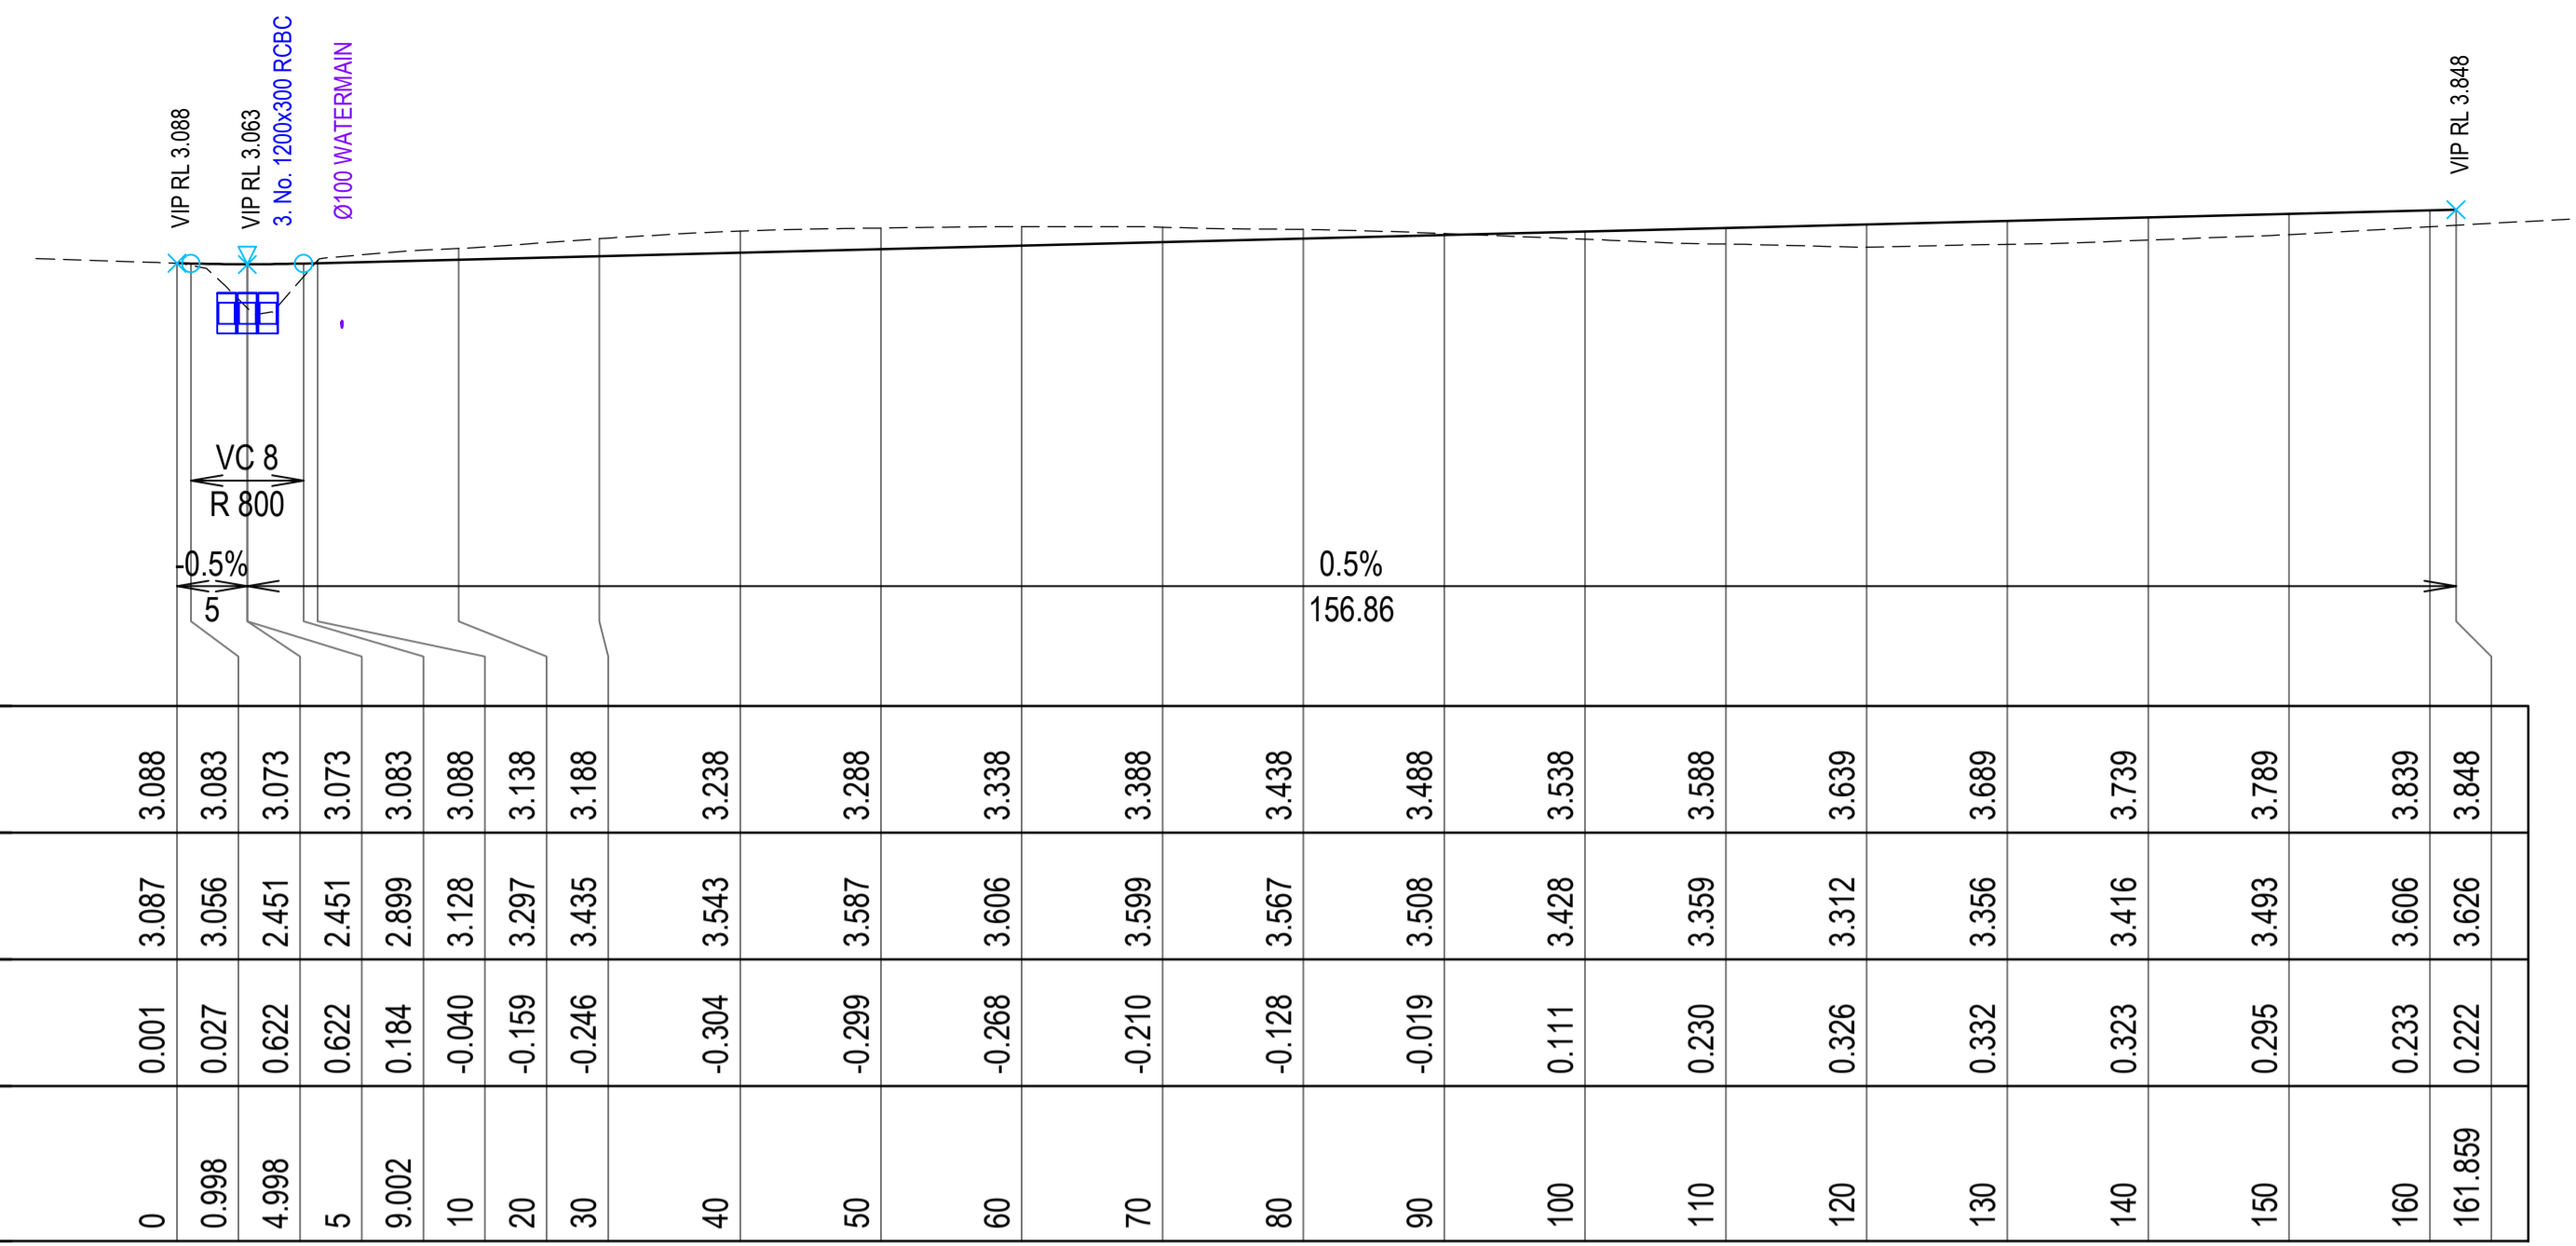 VIP RL 3.088
VIP RL 3.063
3. No. 1200x300 RCBC
Ø100 WATERMAIN
VIP RL 3.848
VC 8
R 800
-0.5%
5
0.5%
156.86
3.088 3.083 3.073 3.073 3.083 3.088 3.138 3.188 3.238 3.288 3.338 3.388 3.438 3.488 3.538 3.588 3.639 3.689 3.739 3.789 3.839 3.848
3.087 3.056 2.451 2.451 2.899 3.128 3.297 3.435 3.543 3.587 3.606 3.599 3.567 3.508 3.428 3.359 3.312 3.356 3.416 3.493 3.606 3.626
0.001 0.027 0.622 0.622 0.184 -0.040 -0.159 -0.246 -0.304 -0.299 -0.268 -0.210 -0.128 -0.019 0.111 0.230 0.326 0.332 0.323 0.295 0.233 0.222
0 0.998 4.998 5 9.002 10 20 30 40 50 60 70 80 90 100 110 120 130 140 150 160 161.859